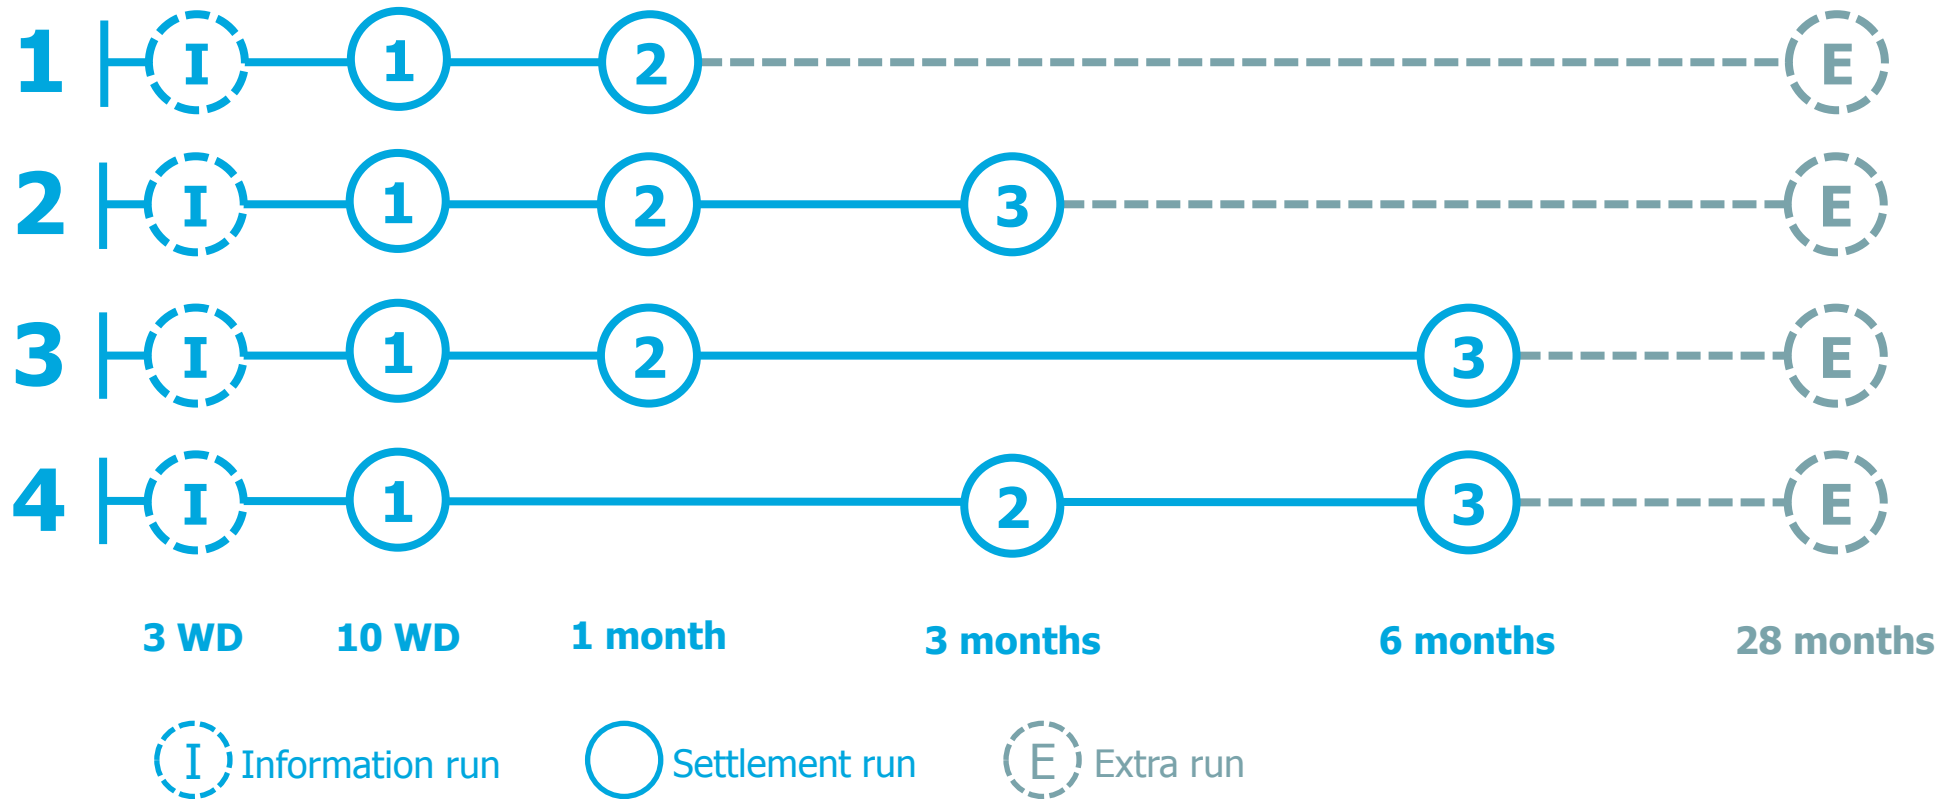 1 I 1 2 E
2 I 1 2 3 E
3 I 1 2 3 E
4 I 1 2 3 E
3 WD 10 WD 1 month 3 months 6 months 28 months
I Information run Settlement run E Extra run